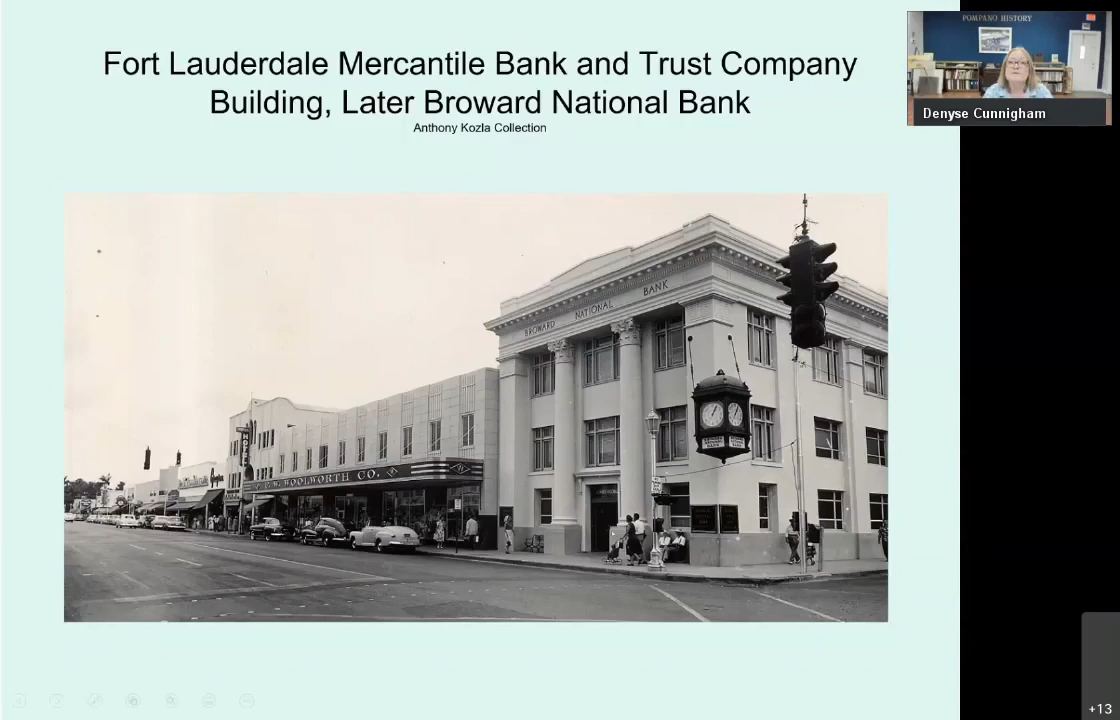 Fort Lauderdale Mercantile Bank and Trust Company
Building, Later Broward National Bank
Anthony Kozla Collection
POMPANO HISTORY
Denyse Cunnigham
BROWARD NATIONAL BANK
HOTEL
F. W. WOOLWORTH CO.
+13